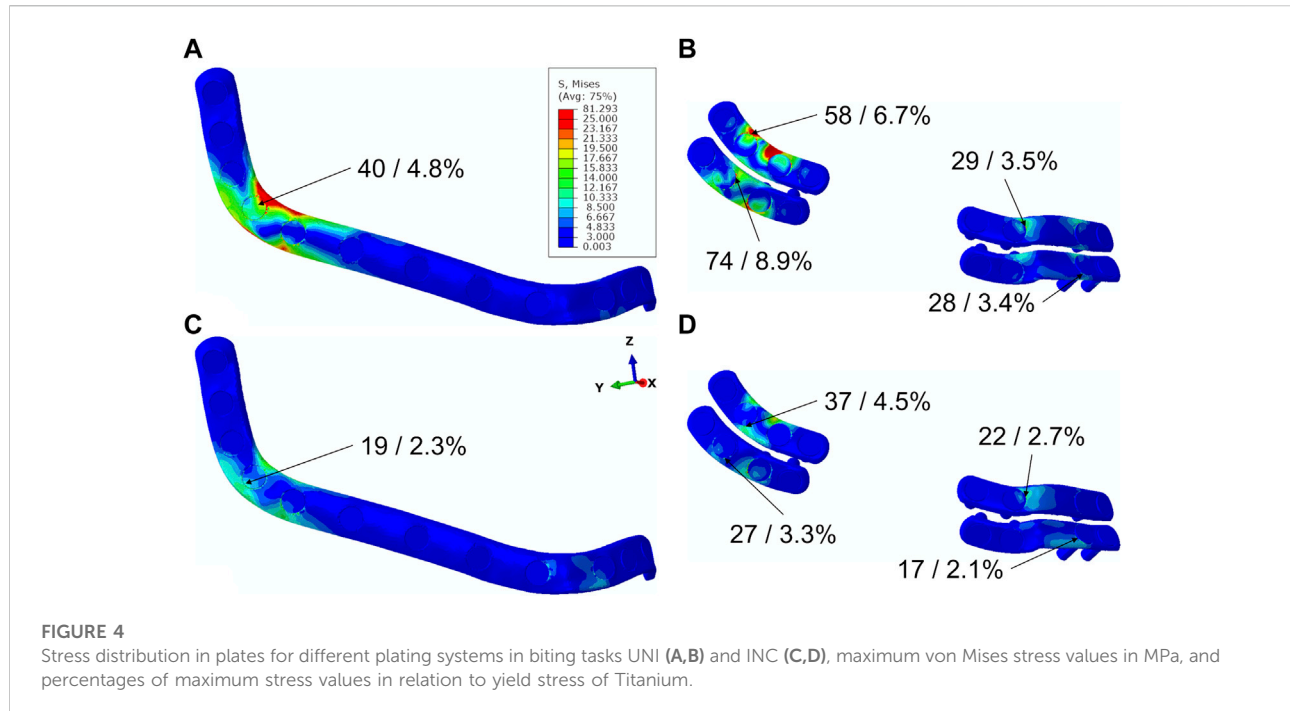 A
B
S, Mises
(Avg: 75%)
81.293
25.000
23.167
21.333
19.500
17.667
15.833
14.000
12.167
10.333
8.500
6.667
4.833
3.000
0.003
40 / 4.8%
58 / 6.7%
29 / 3.5%
74 / 8.9%
28 / 3.4%
C
D
Z
Y
X
19 / 2.3%
37 / 4.5%
22 / 2.7%
27 / 3.3%
17 / 2.1%
FIGURE 4
Stress distribution in plates for different plating systems in biting tasks UNI (A,B) and INC (C,D), maximum von Mises stress values in MPa, and
percentages of maximum stress values in relation to yield stress of Titanium.